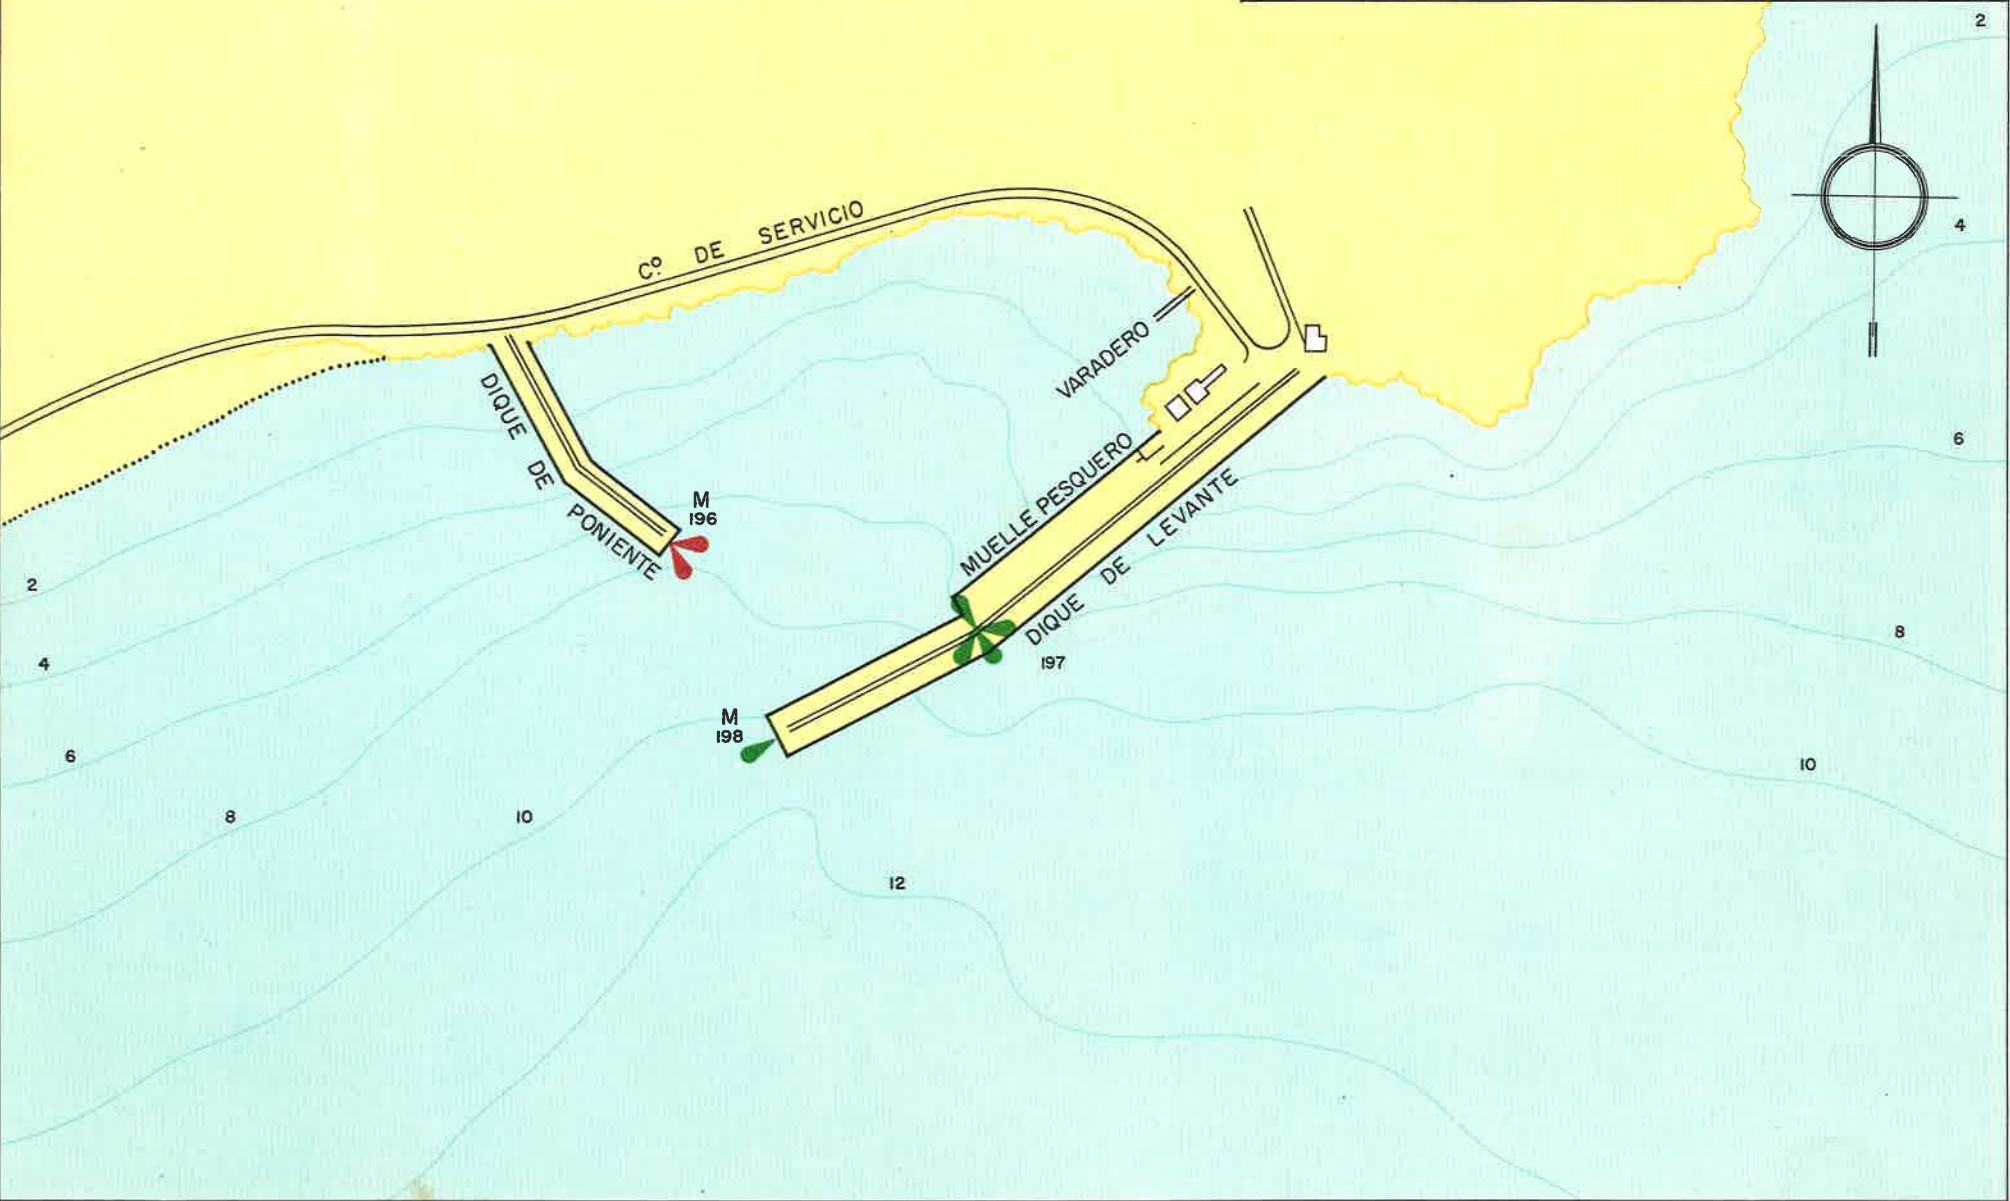 2
4
Cº DE SERVICIO
VARADERO
DIQUE DE PONIENTE
MUELLE PESQUERO
6
M
196
DIQUE DE LEVANTE
2
8
4
197
M
198
6
10
8
10
12